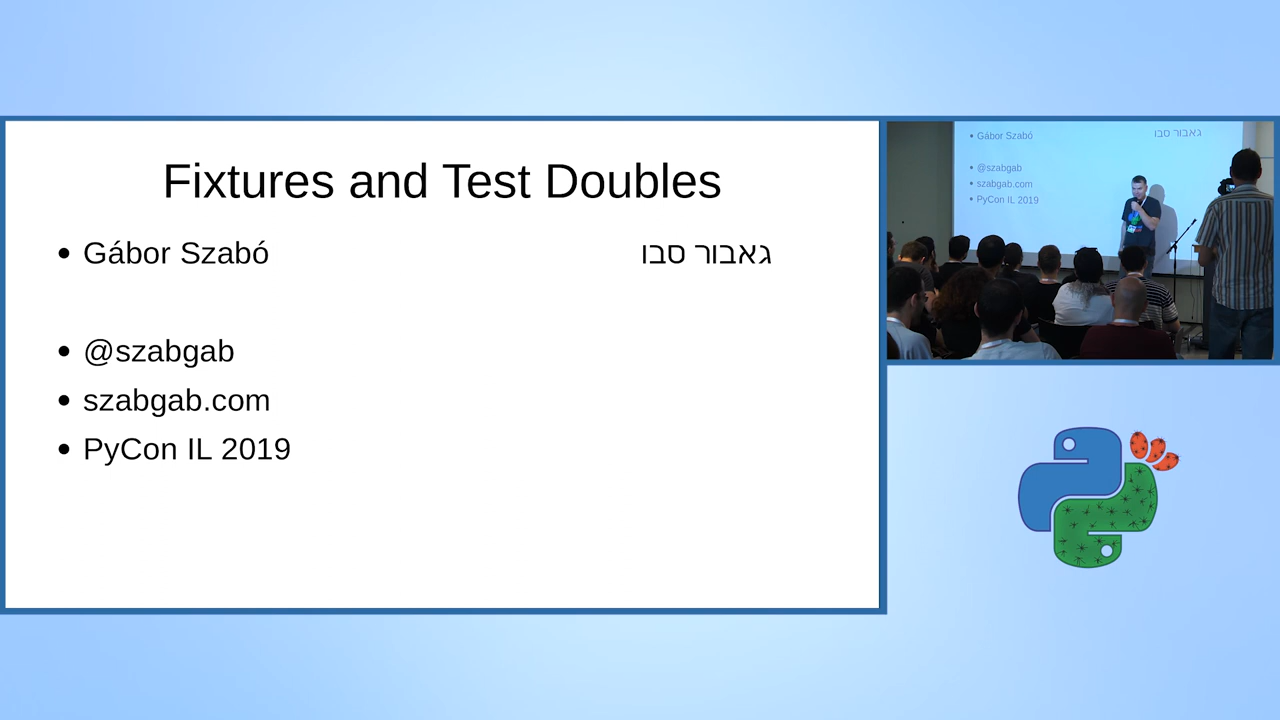 Fixtures and Test Doubles
Gábor Szabó גאבור סבו
@szabgab
szabgab.com
PyCon IL 2019
Gábor Szabó גאבור סבו
@szabgab
szabgab.com
PyCon IL 2019